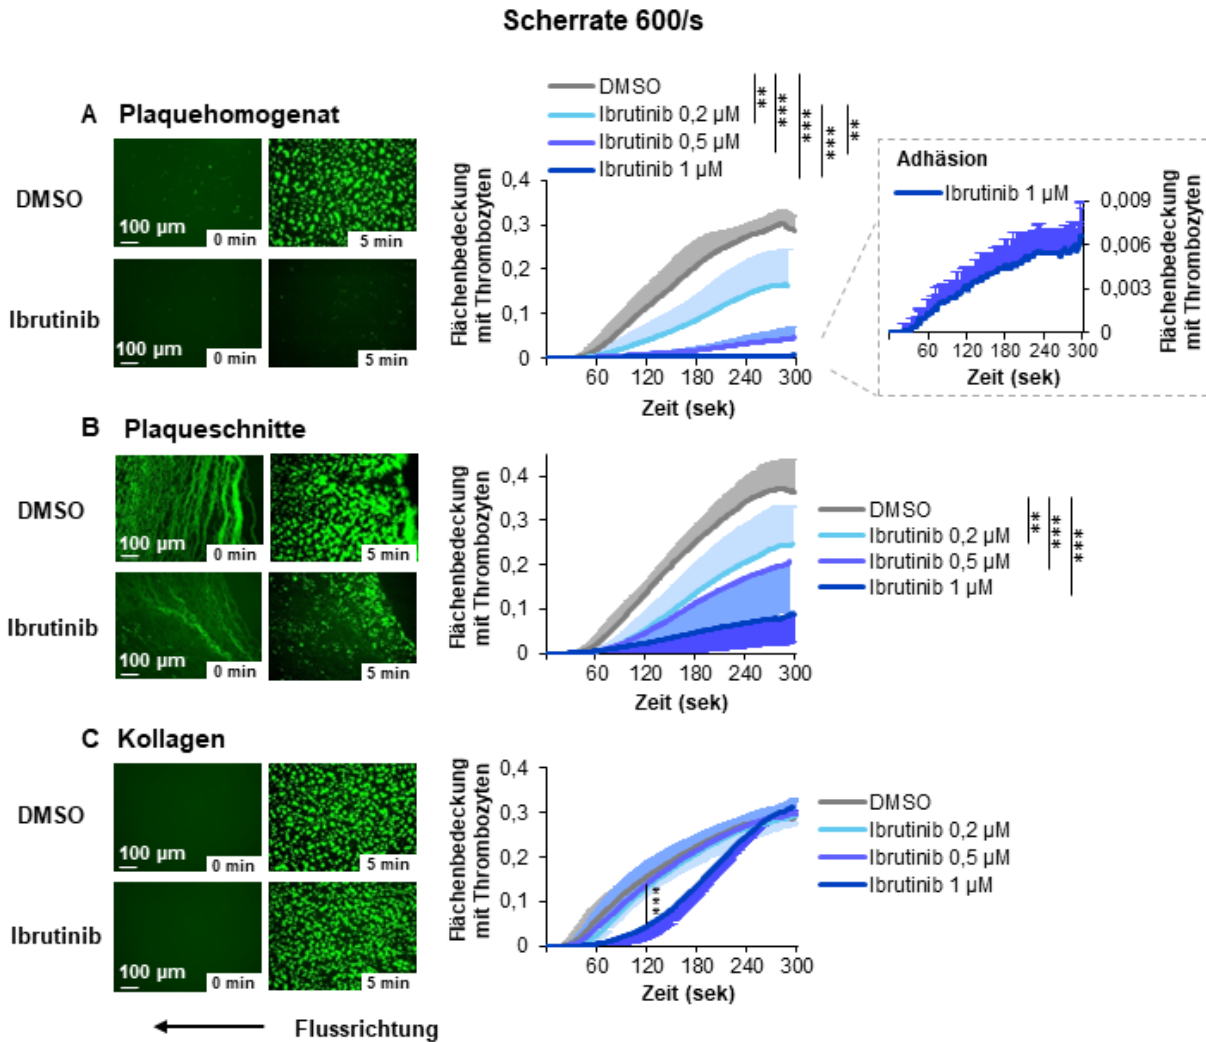 Scherrate 600/s
A Plaquehomogenat
DMSO
100 µm
0 min
5 min
Ibrutinib
100 µm
0 min
5 min
DMSO
Ibrutinib 0,2 µM
Ibrutinib 0,5 µM
Ibrutinib 1 µM
**
***
***
***
**
Flächenbedeckung
mit Thrombozyten
0,4
0,3
0,2
0,1
0
60 120 180 240 300
Zeit (sek)
Adhäsion
Ibrutinib 1 µM
0,009
0,006
0,003
0
Flächenbedeckung
mit Thrombozyten
60 120 180 240 300
Zeit (sek)
B Plaqueschnitte
DMSO
100 µm
0 min
5 min
Ibrutinib
100 µm
0 min
5 min
Flächenbedeckung
mit Thrombozyten
0,4
0,3
0,2
0,1
0
60 120 180 240 300
Zeit (sek)
DMSO
Ibrutinib 0,2 µM
Ibrutinib 0,5 µM
Ibrutinib 1 µM
**
***
***
C Kollagen
DMSO
100 µm
0 min
5 min
Ibrutinib
100 µm
0 min
5 min
Flächenbedeckung
mit Thrombozyten
0,4
0,3
0,2
0,1
0
***
60 120 180 240 300
Zeit (sek)
DMSO
Ibrutinib 0,2 µM
Ibrutinib 0,5 µM
Ibrutinib 1 µM
Flussrichtung